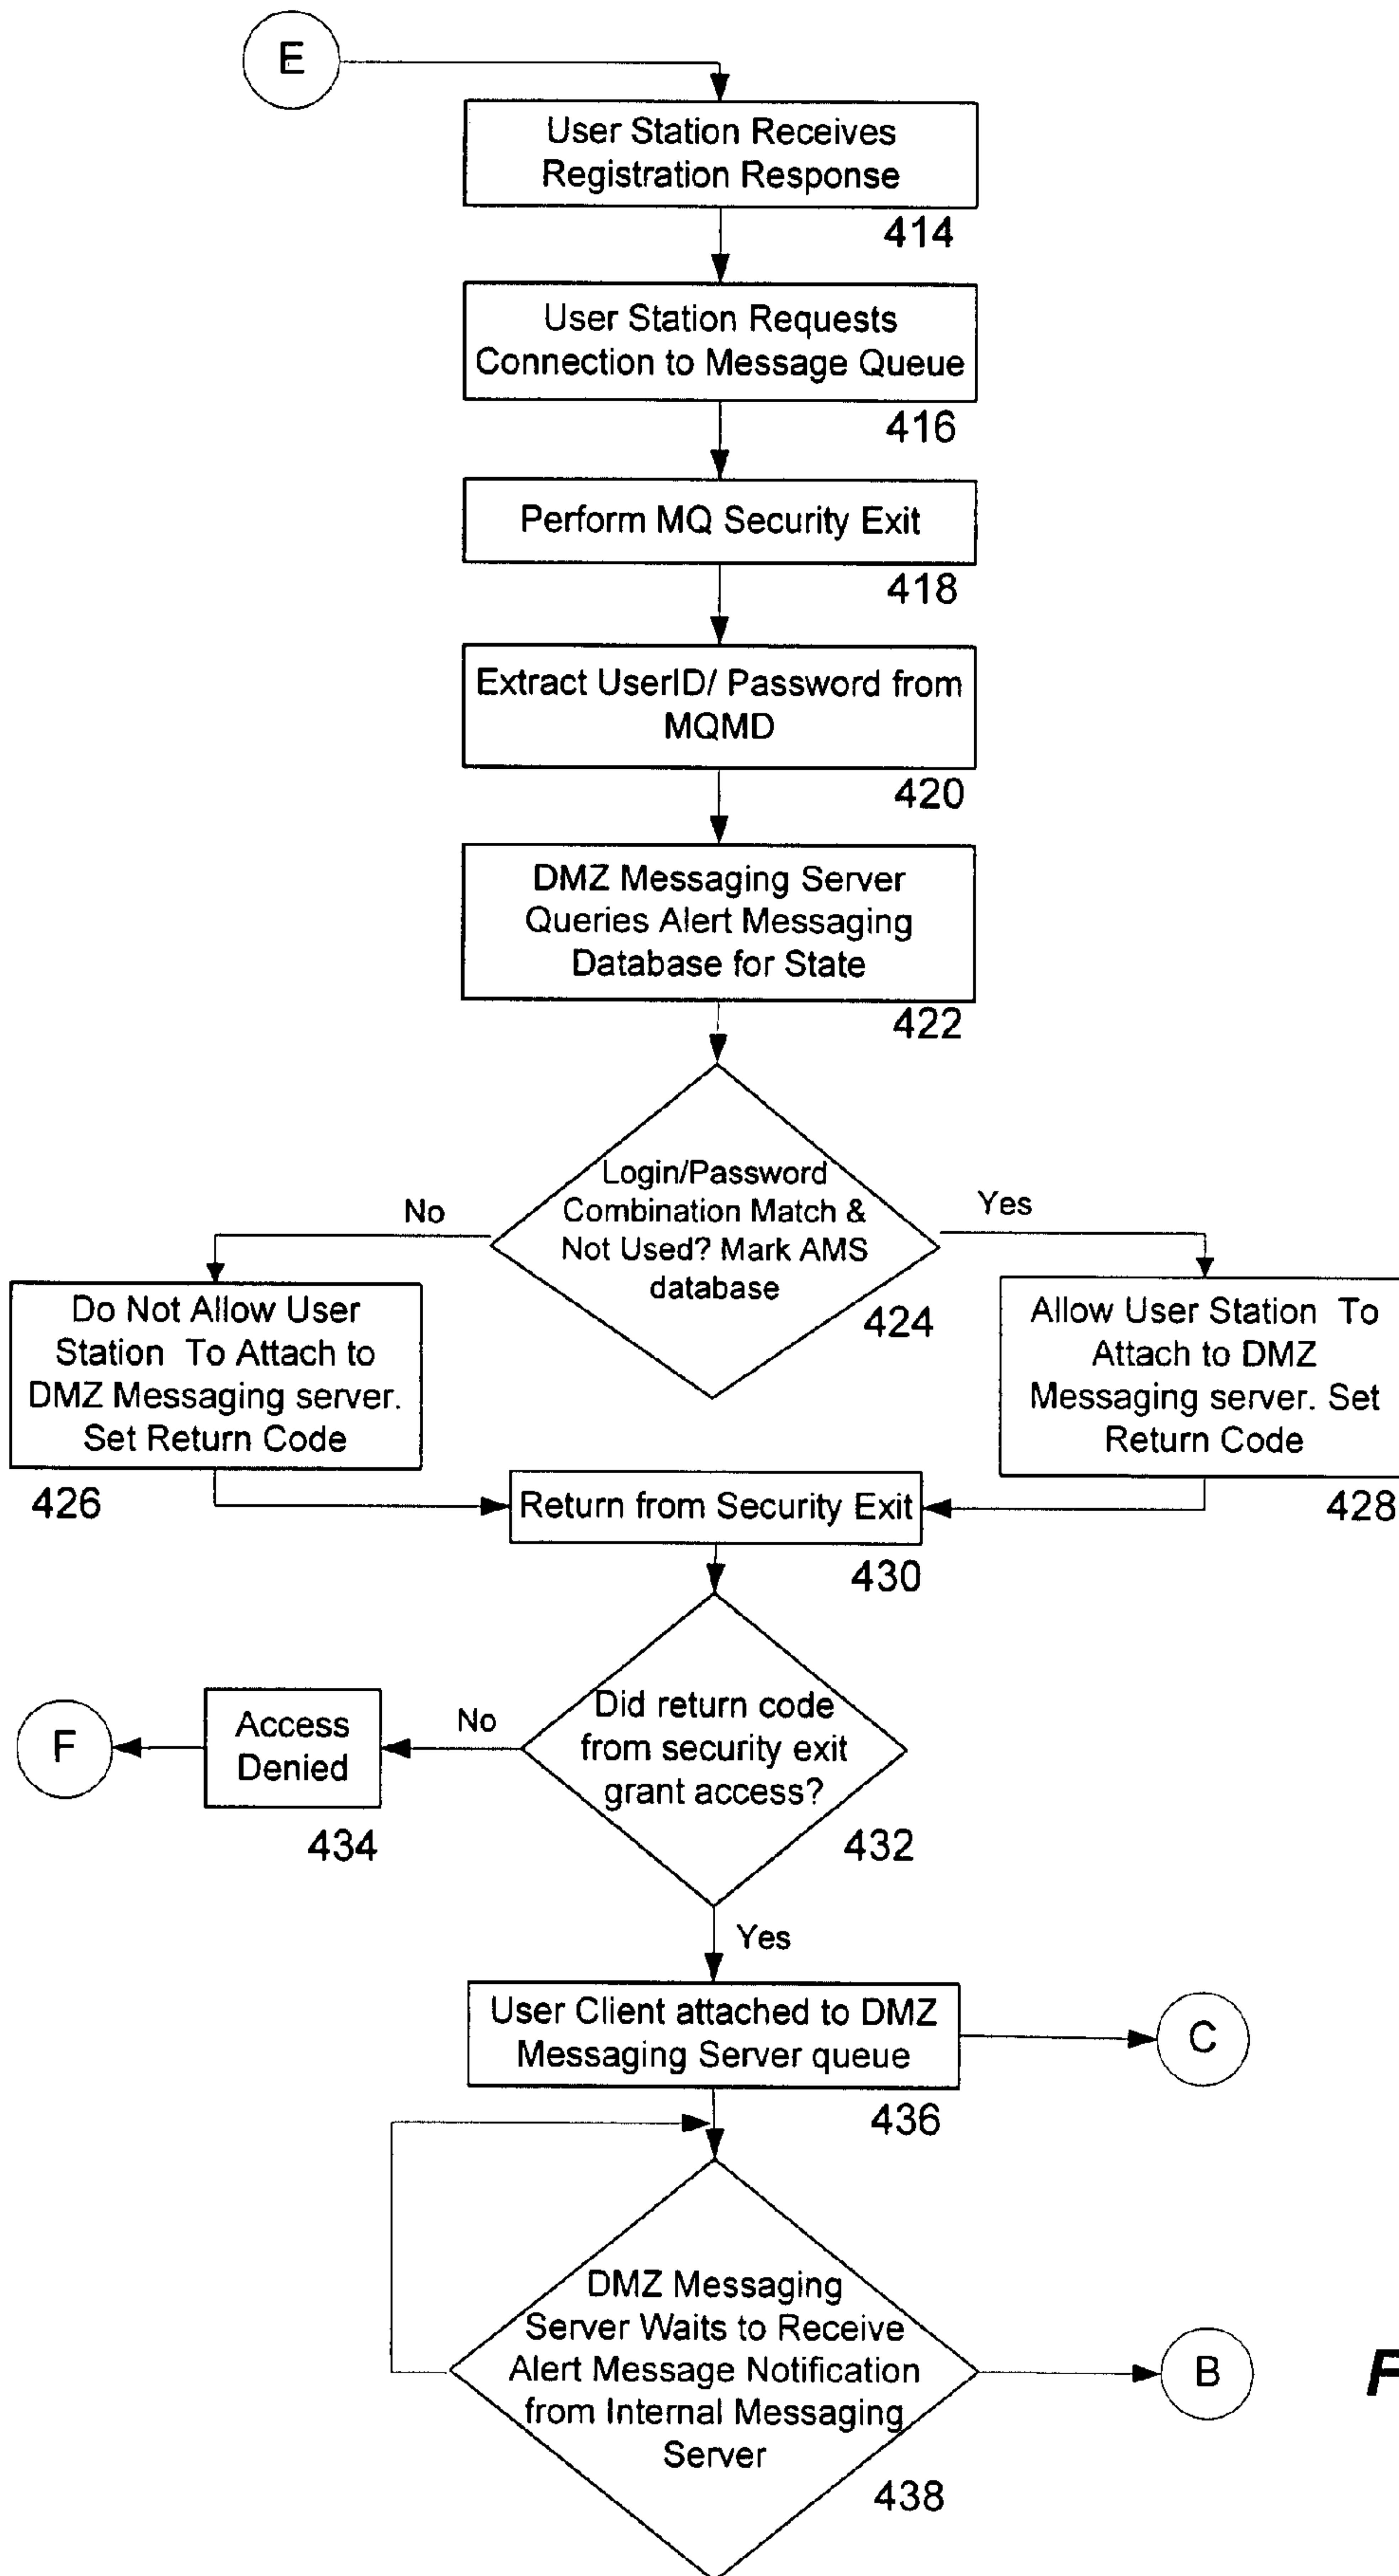 E
User Station Receives
Registration Response
414
User Station Requests
Connection to Message Queue
416
Perform MQ Security Exit
418
Extract UserID/ Password from
MQMD
420
DMZ Messaging Server
Queries Alert Messaging
Database for State
422
Login/Password
Combination Match &
Not Used? Mark AMS
database
424
No
Yes
Do Not Allow User
Station To Attach to
DMZ Messaging server.
Set Return Code
426
Allow User Station To
Attach to DMZ
Messaging server. Set
Return Code
428
Return from Security Exit
430
Did return code
from security exit
grant access?
432
No
Access
Denied
434
F
Yes
User Client attached to DMZ
Messaging Server queue
436
C
DMZ Messaging
Server Waits to Receive
Alert Message Notification
from Internal Messaging
Server
438
B